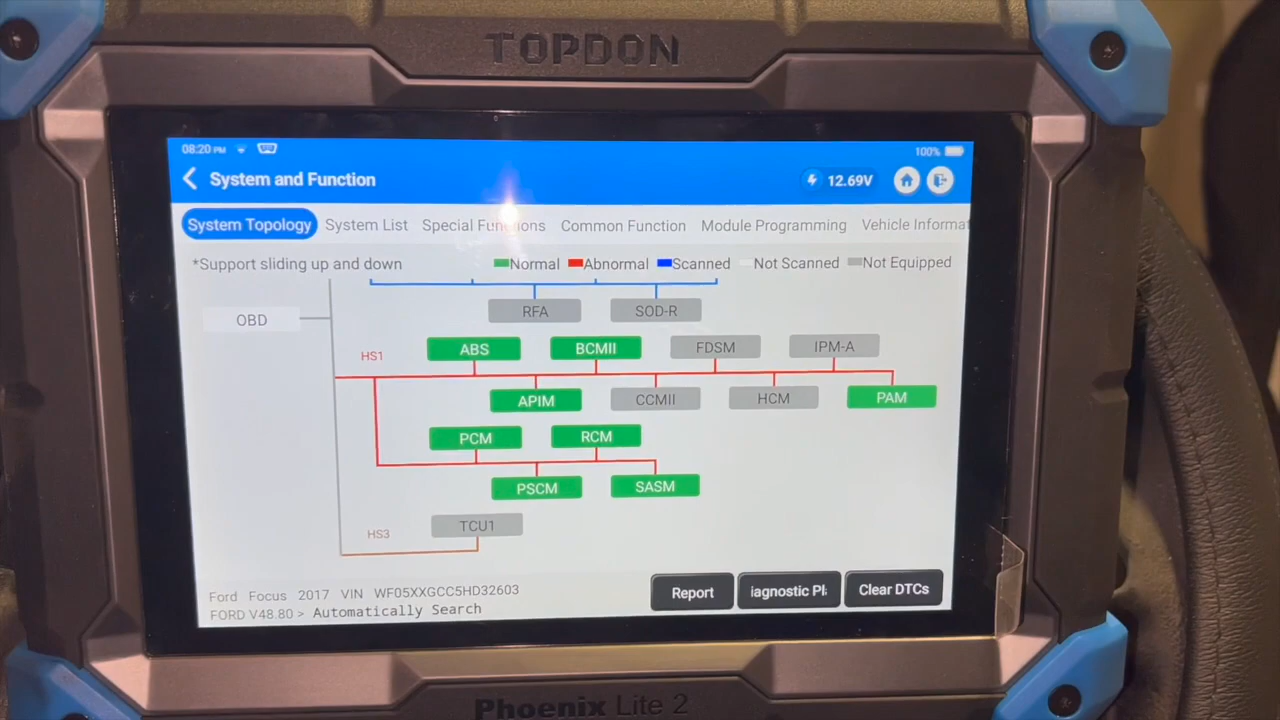 TOPDON
08:20 PM 100%
System and Function 12.69V
System Topology System List Special Functions Common Function Module Programming Vehicle Informat
*Support sliding up and down Normal Abnormal Scanned Not Scanned Not Equipped
OBD RFA SOD-R
HS1 ABS BCMII FDSM IPM-A
APIM CCMII HCM PAM
PCM RCM
PSCM SASM
HS3 TCU1
Ford Focus 2017 VIN WF05XXGCC5HD32603
FORD V48.80 > Automatically Search
Report iagnostic Pl Clear DTCs
Phoenix Lite 2